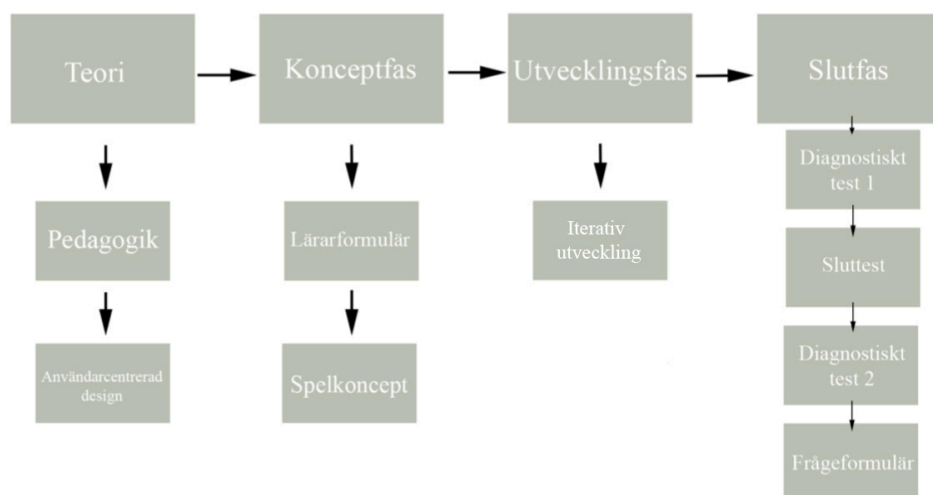 Teori
Konceptfas
Utvecklingsfas
Slutfas
Pedagogik
Användarcentrerad
design
Lärarformulär
Spelkoncept
Iterativ
utveckling
Diagnostiskt
test 1
Sluttest
Diagnostiskt
test 2
Frågeformulär